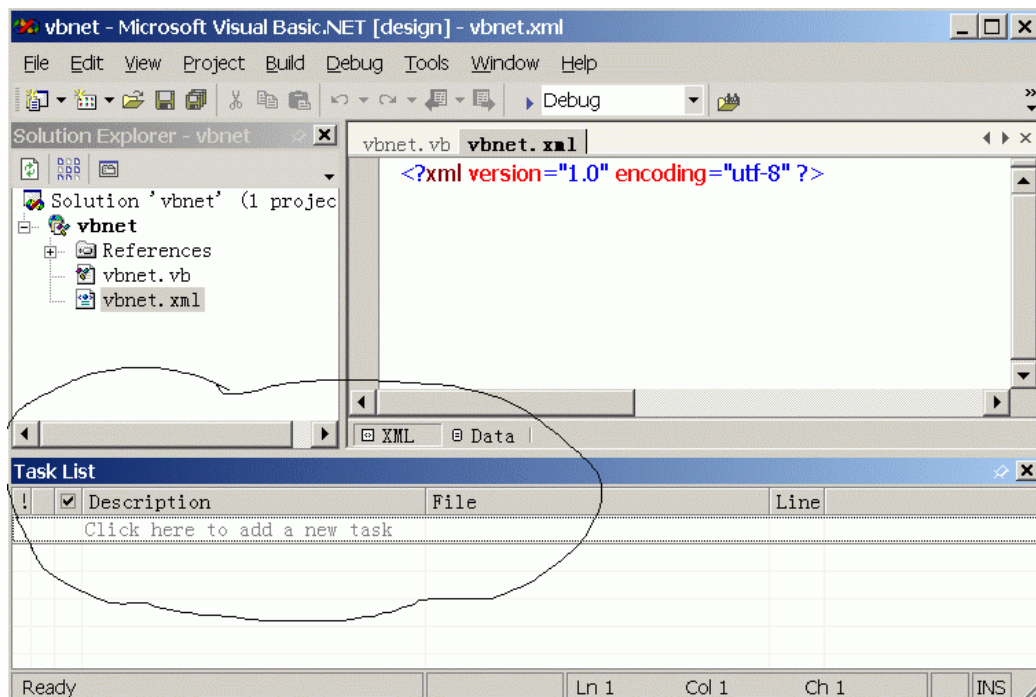 vbnet - Microsoft Visual Basic.NET [design] - vbnet.xml
File Edit View Project Build Debug Tools Window Help
Debug
Solution Explorer - vbnet
vbnet.vb vbnet.xml
<?xml version="1.0" encoding="utf-8" ?>
Solution 'vbnet' (1 projec
vbnet
References
vbnet.vb
vbnet.xml
XML Data
Task List
! Description File Line
Click here to add a new task
Ready Ln 1 Col 1 Ch 1 INS